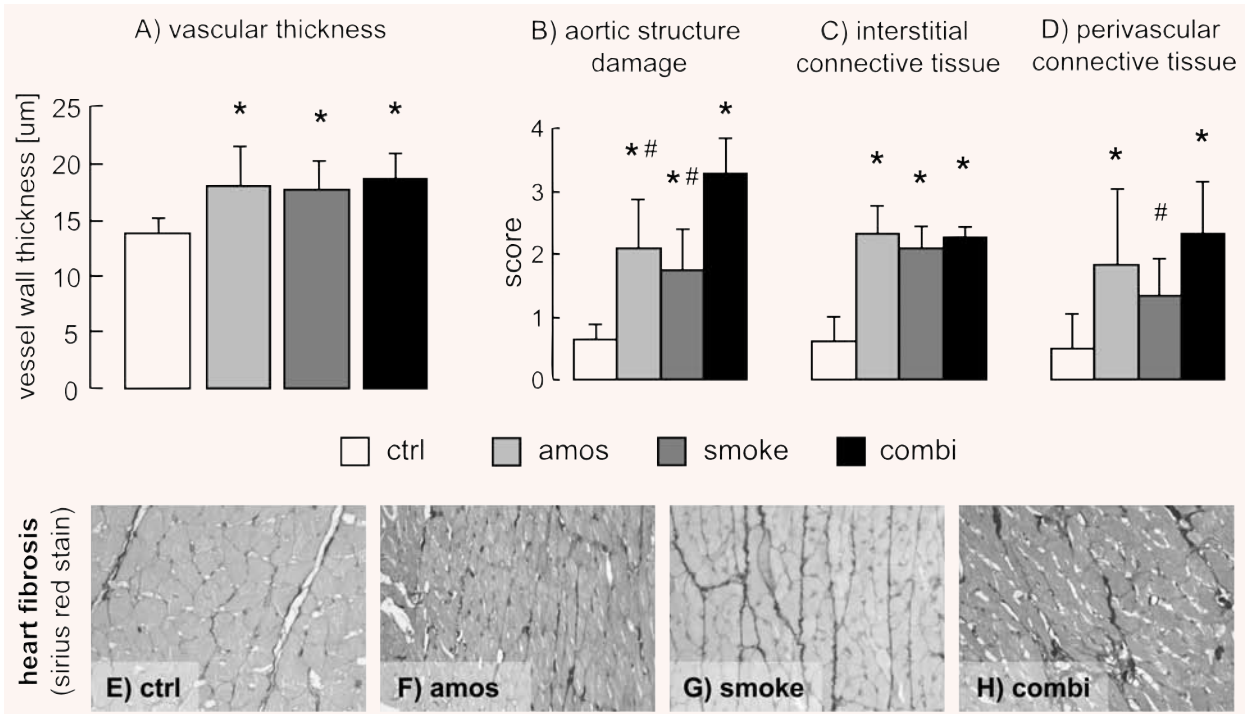 A) vascular thickness
B) aortic structure
damage
C) interstitial
connective tissue
D) perivascular
connective tissue
vessel wall thickness [um]
25
20
15
10
5
0
* * *
score
4
3
2
1
0
* #
* #
*
* * *
* # *
ctrl
amos
smoke
combi
heart fibrosis
(sirius red stain)
E) ctrl
F) amos
G) smoke
H) combi